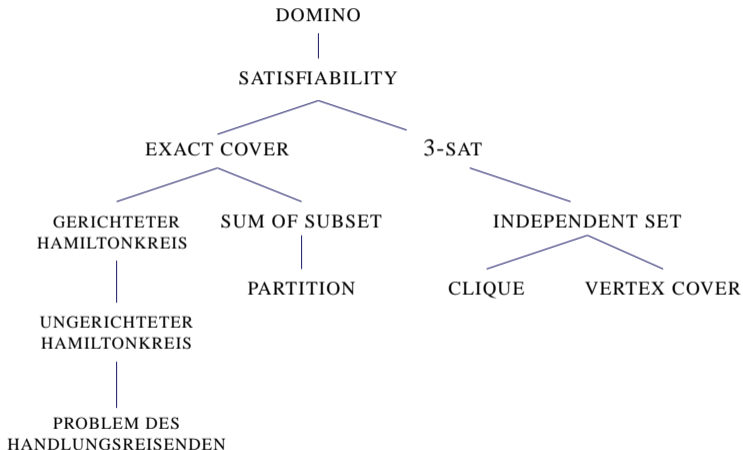 DOMINO
SATISFIABILITY
EXACT COVER
3-SAT
GERICHTETER
HAMILTONKREIS
SUM OF SUBSET
INDEPENDENT SET
PARTITION
CLIQUE
VERTEX COVER
UNGERICHTETER
HAMILTONKREIS
PROBLEM DES
HANDLUNGSREISENDEN